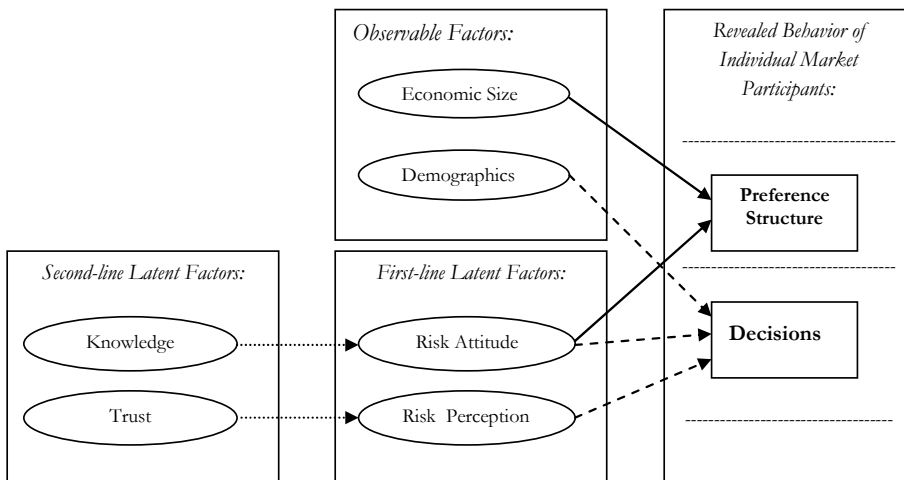 Observable Factors:
Economic Size
Demographics
Revealed Behavior of
Individual Market
Participants:
Preference
Structure
Decisions
Second-line Latent Factors:
Knowledge
Trust
First-line Latent Factors:
Risk Attitude
Risk Perception